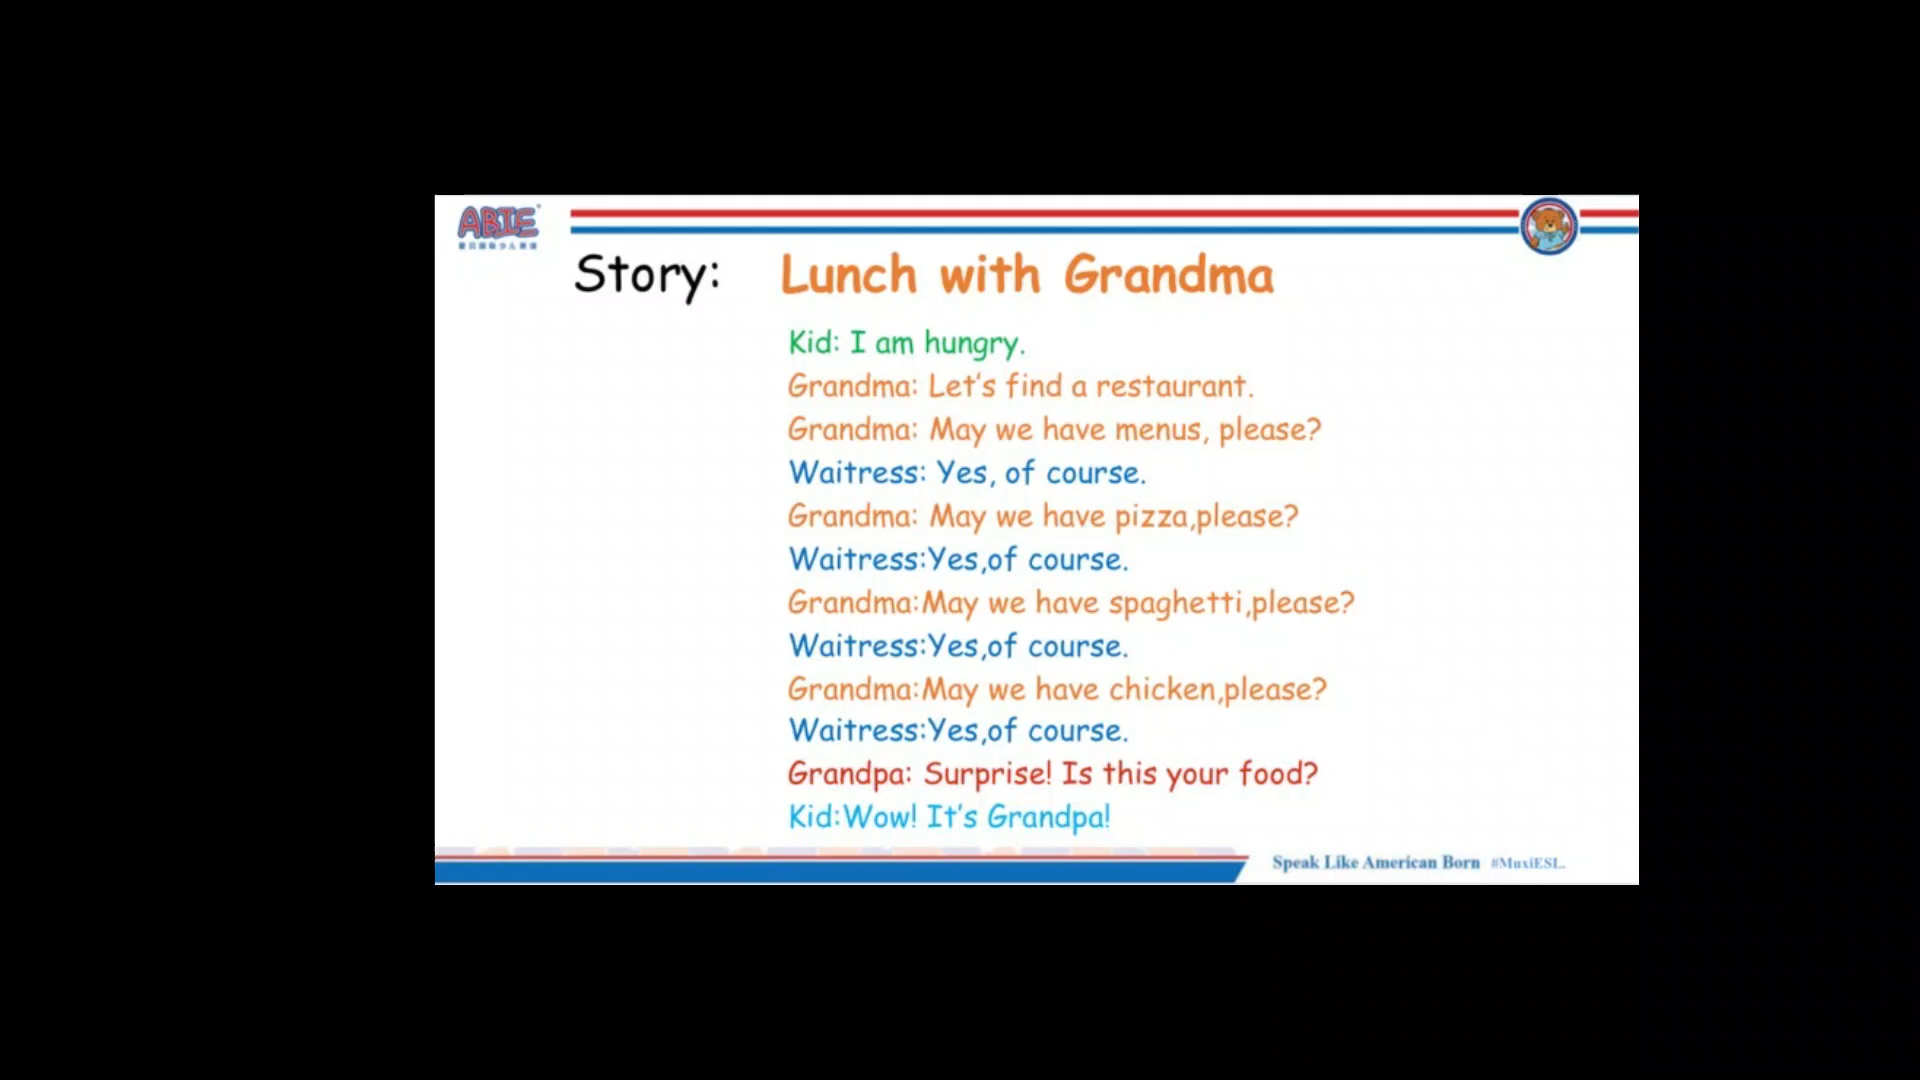 ABIE
Story: Lunch with Grandma
Kid: I am hungry.
Grandma: Let's find a restaurant.
Grandma: May we have menus, please?
Waitress: Yes, of course.
Grandma: May we have pizza,please?
Waitress:Yes,of course.
Grandma:May we have spaghetti,please?
Waitress:Yes,of course.
Grandma:May we have chicken,please?
Waitress:Yes,of course.
Grandpa: Surprise! Is this your food?
Kid:Wow! It's Grandpa!
Speak Like American Born #MuxiESL.